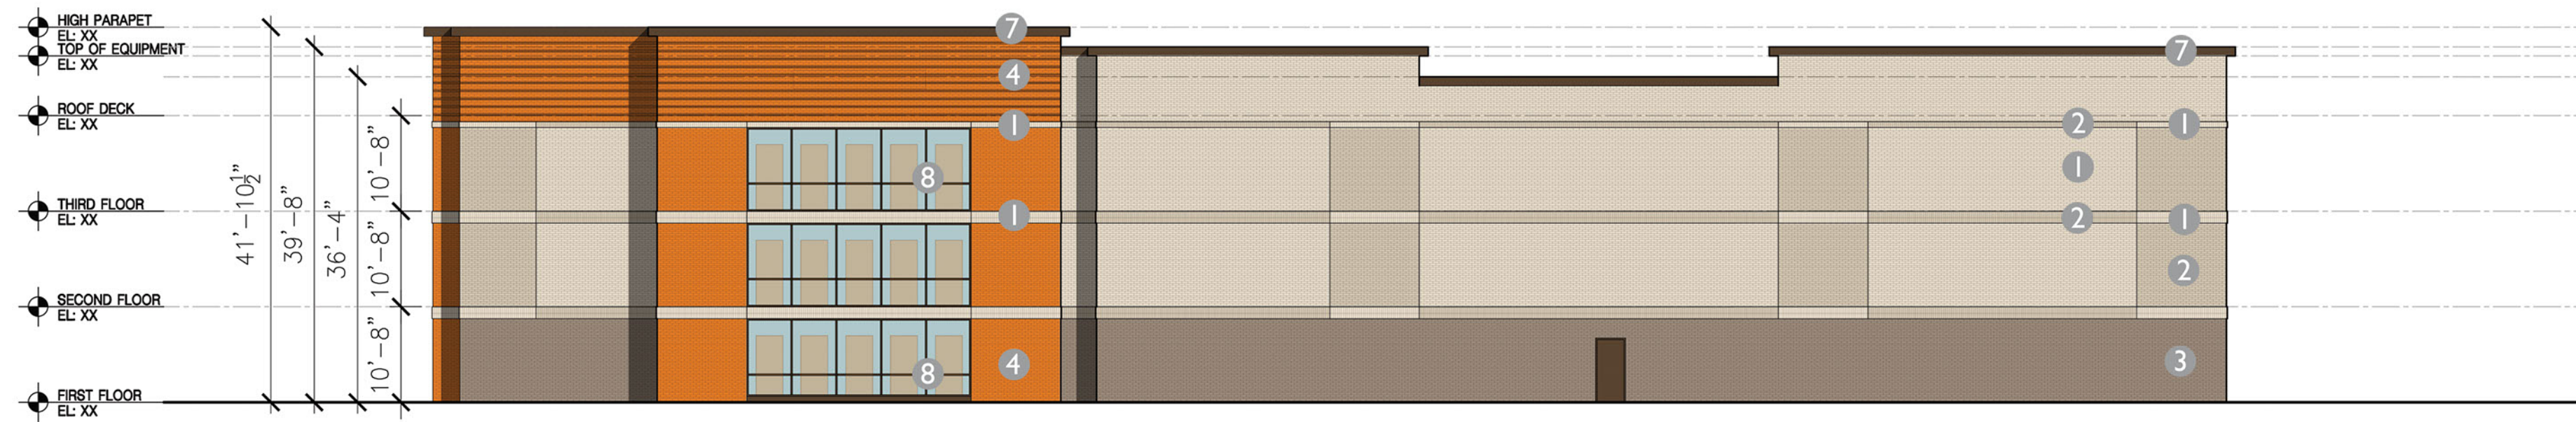 HIGH PARAPET
EL: XX
TOP OF EQUIPMENT
EL: XX
ROOF DECK
EL: XX
THIRD FLOOR
EL: XX
SECOND FLOOR
EL: XX
FIRST FLOOR
EL: XX
41'-10½"
39'-8"
36'-4"
10'-8"
10'-8"
10'-8"
7
4
1
8
1
8
4
7
2
1
1
2
1
2
3